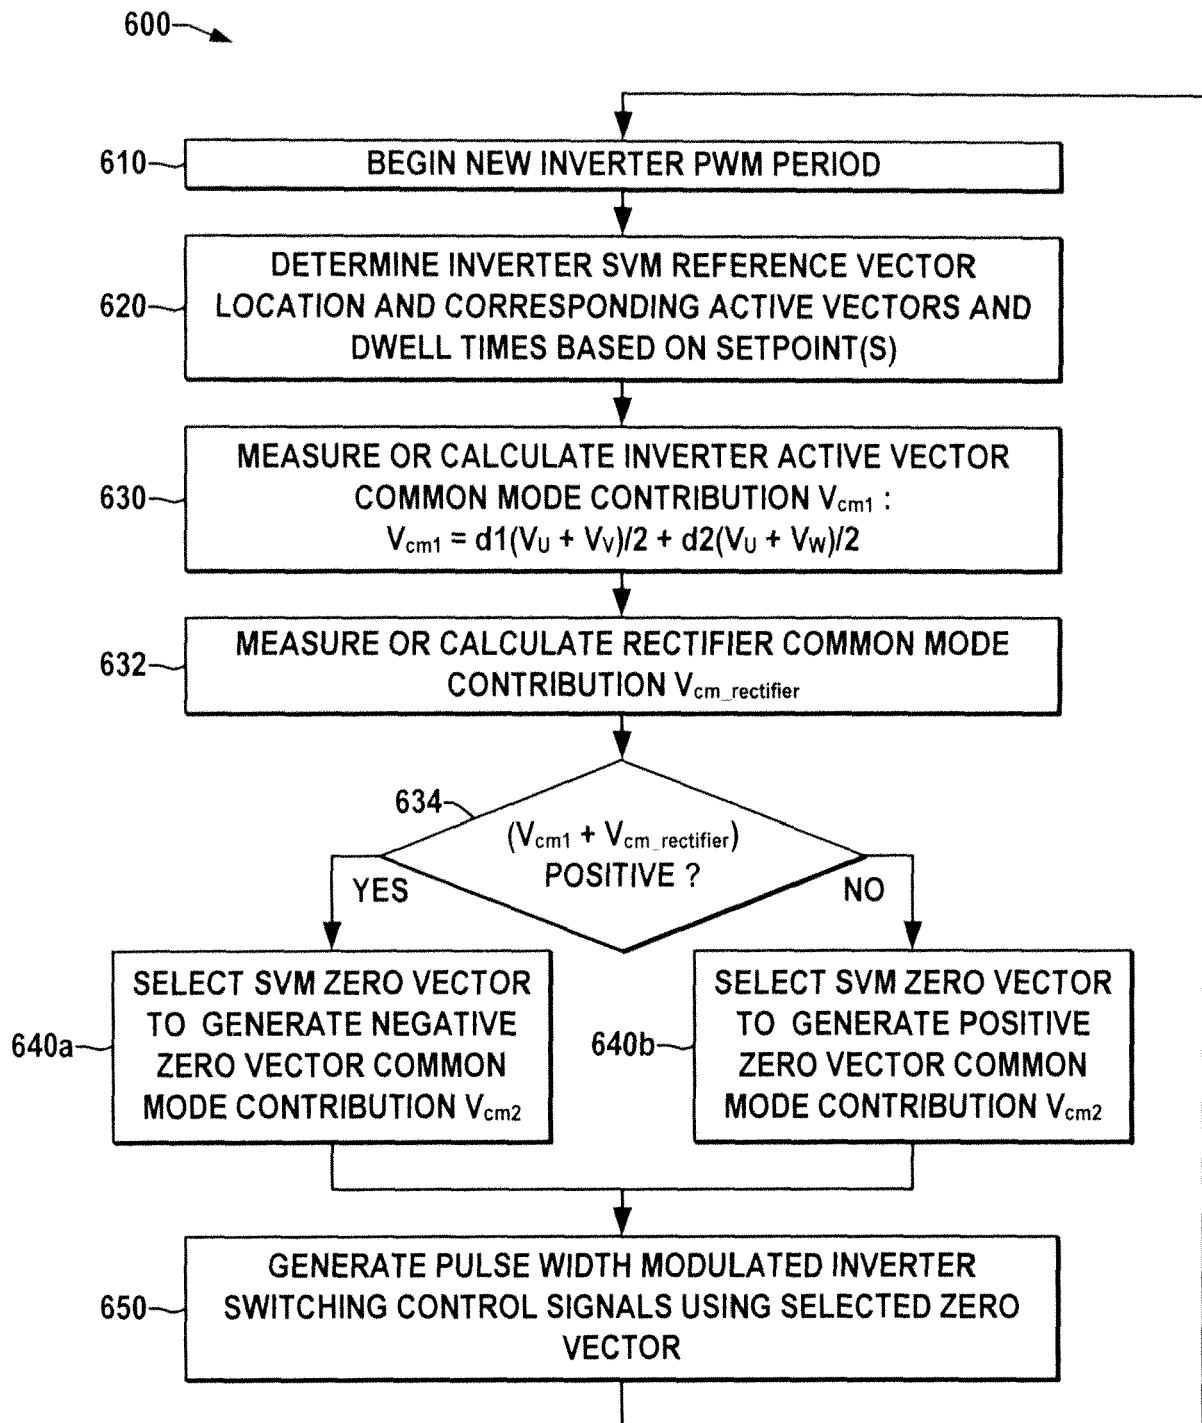 600
610
BEGIN NEW INVERTER PWM PERIOD
620
DETERMINE INVERTER SVM REFERENCE VECTOR
LOCATION AND CORRESPONDING ACTIVE VECTORS AND
DWELL TIMES BASED ON SETPOINT(S)
630
MEASURE OR CALCULATE INVERTER ACTIVE VECTOR
COMMON MODE CONTRIBUTION Vcm1 :
Vcm1 = d1(VU + VV)/2 + d2(VU + VW)/2
632
MEASURE OR CALCULATE RECTIFIER COMMON MODE
CONTRIBUTION Vcm_rectifier
634
(Vcm1 + Vcm_rectifier)
POSITIVE ?
YES
NO
640a
SELECT SVM ZERO VECTOR
TO GENERATE NEGATIVE
ZERO VECTOR COMMON
MODE CONTRIBUTION Vcm2
640b
SELECT SVM ZERO VECTOR
TO GENERATE POSITIVE
ZERO VECTOR COMMON
MODE CONTRIBUTION Vcm2
650
GENERATE PULSE WIDTH MODULATED INVERTER
SWITCHING CONTROL SIGNALS USING SELECTED ZERO
VECTOR